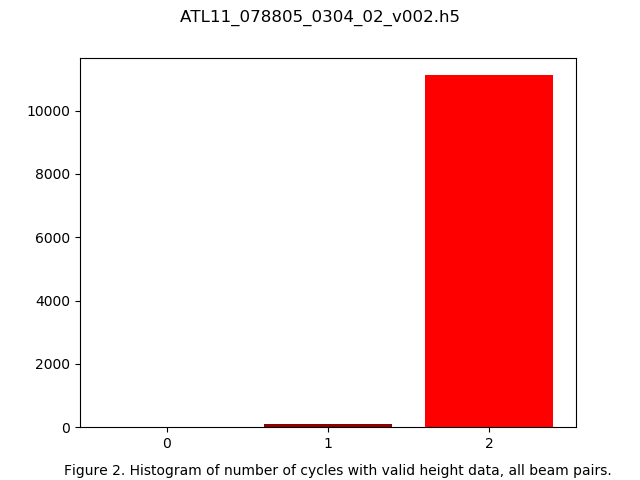 ATL11_078805_0304_02_v002.h5
10000
8000
6000
4000
2000
0
0 1 2
Figure 2. Histogram of number of cycles with valid height data, all beam pairs.